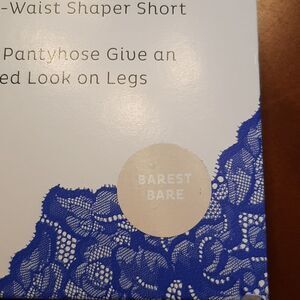 -Waist Shaper Short
Pantyhose Give an
ed Look on Legs
BAREST
BARE